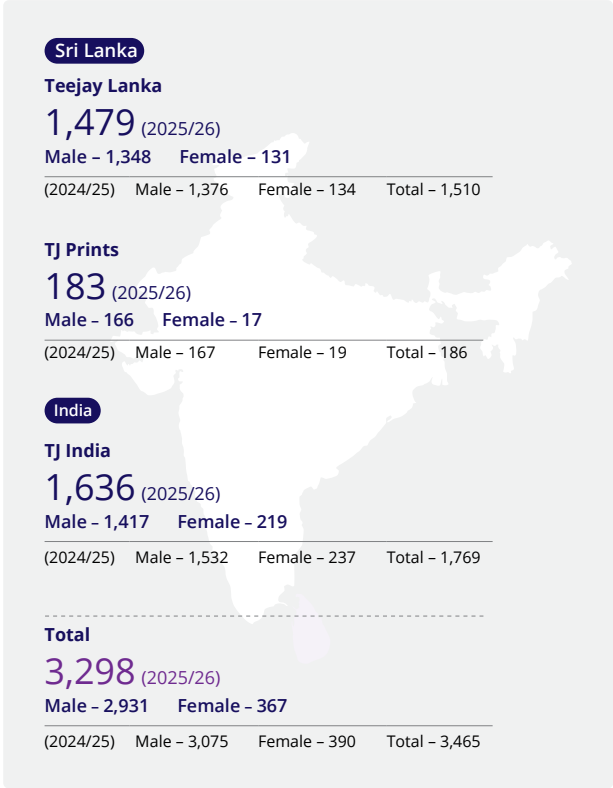 Sri Lanka
Teejay Lanka
1,479 (2025/26)
Male – 1,348 Female – 131
(2024/25) Male – 1,376 Female – 134 Total – 1,510
TJ Prints
183 (2025/26)
Male – 166 Female – 17
(2024/25) Male – 167 Female – 19 Total – 186
India
TJ India
1,636 (2025/26)
Male – 1,417 Female – 219
(2024/25) Male – 1,532 Female – 237 Total – 1,769
Total
3,298 (2025/26)
Male – 2,931 Female – 367
(2024/25) Male – 3,075 Female – 390 Total – 3,465